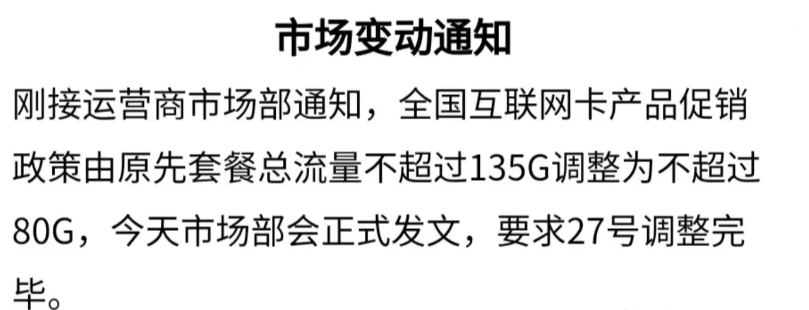 市场变动通知
刚接运营商市场部通知，全国互联网卡产品促销
政策由原先套餐总流量不超过135G调整为不超过
80G，今天市场部会正式发文，要求27号调整完
毕。